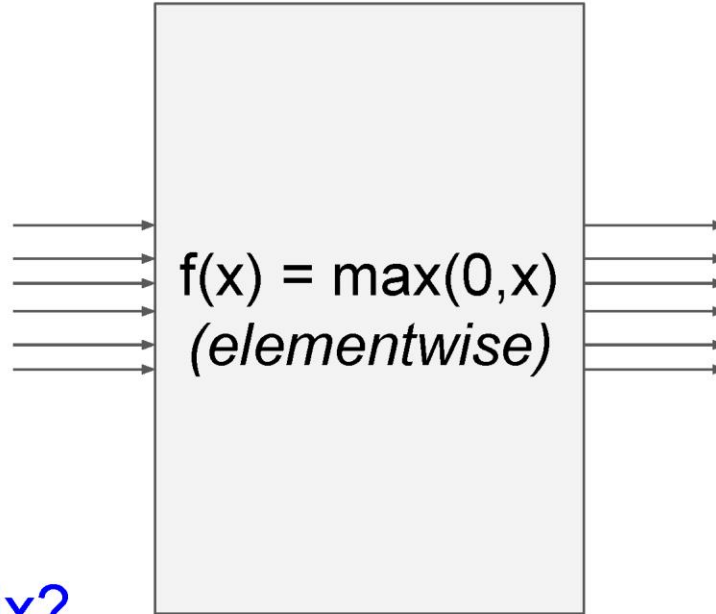 f(x) = max(0,x)
(elementwise)
x?